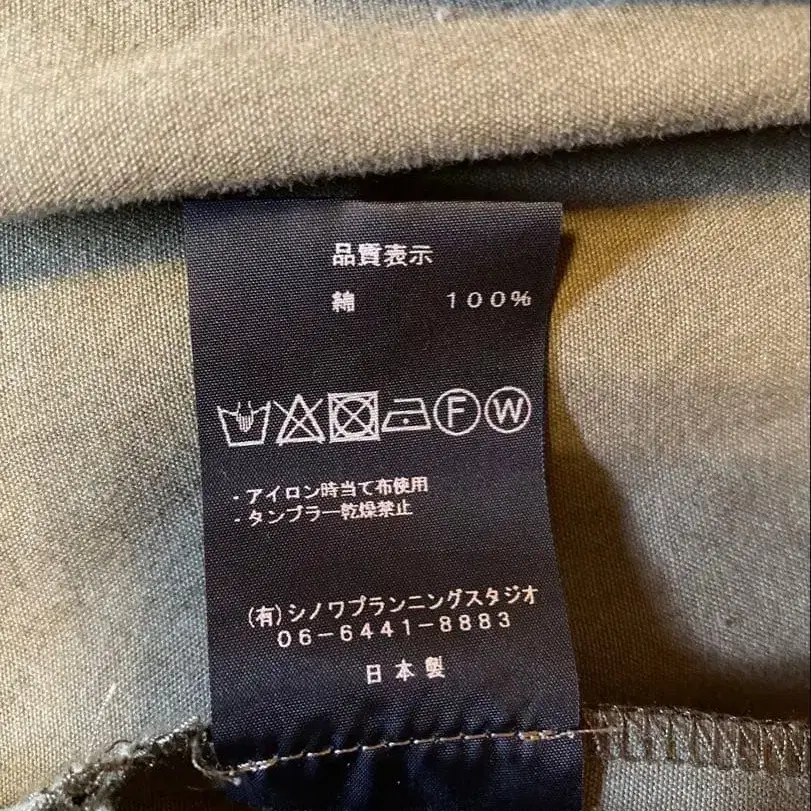 品質表示
綿 100%
F W
・アイロン時当て布使用
・タンブラー乾燥禁止
(有)シノワプランニングスタジオ
06-6441-8883
日本製